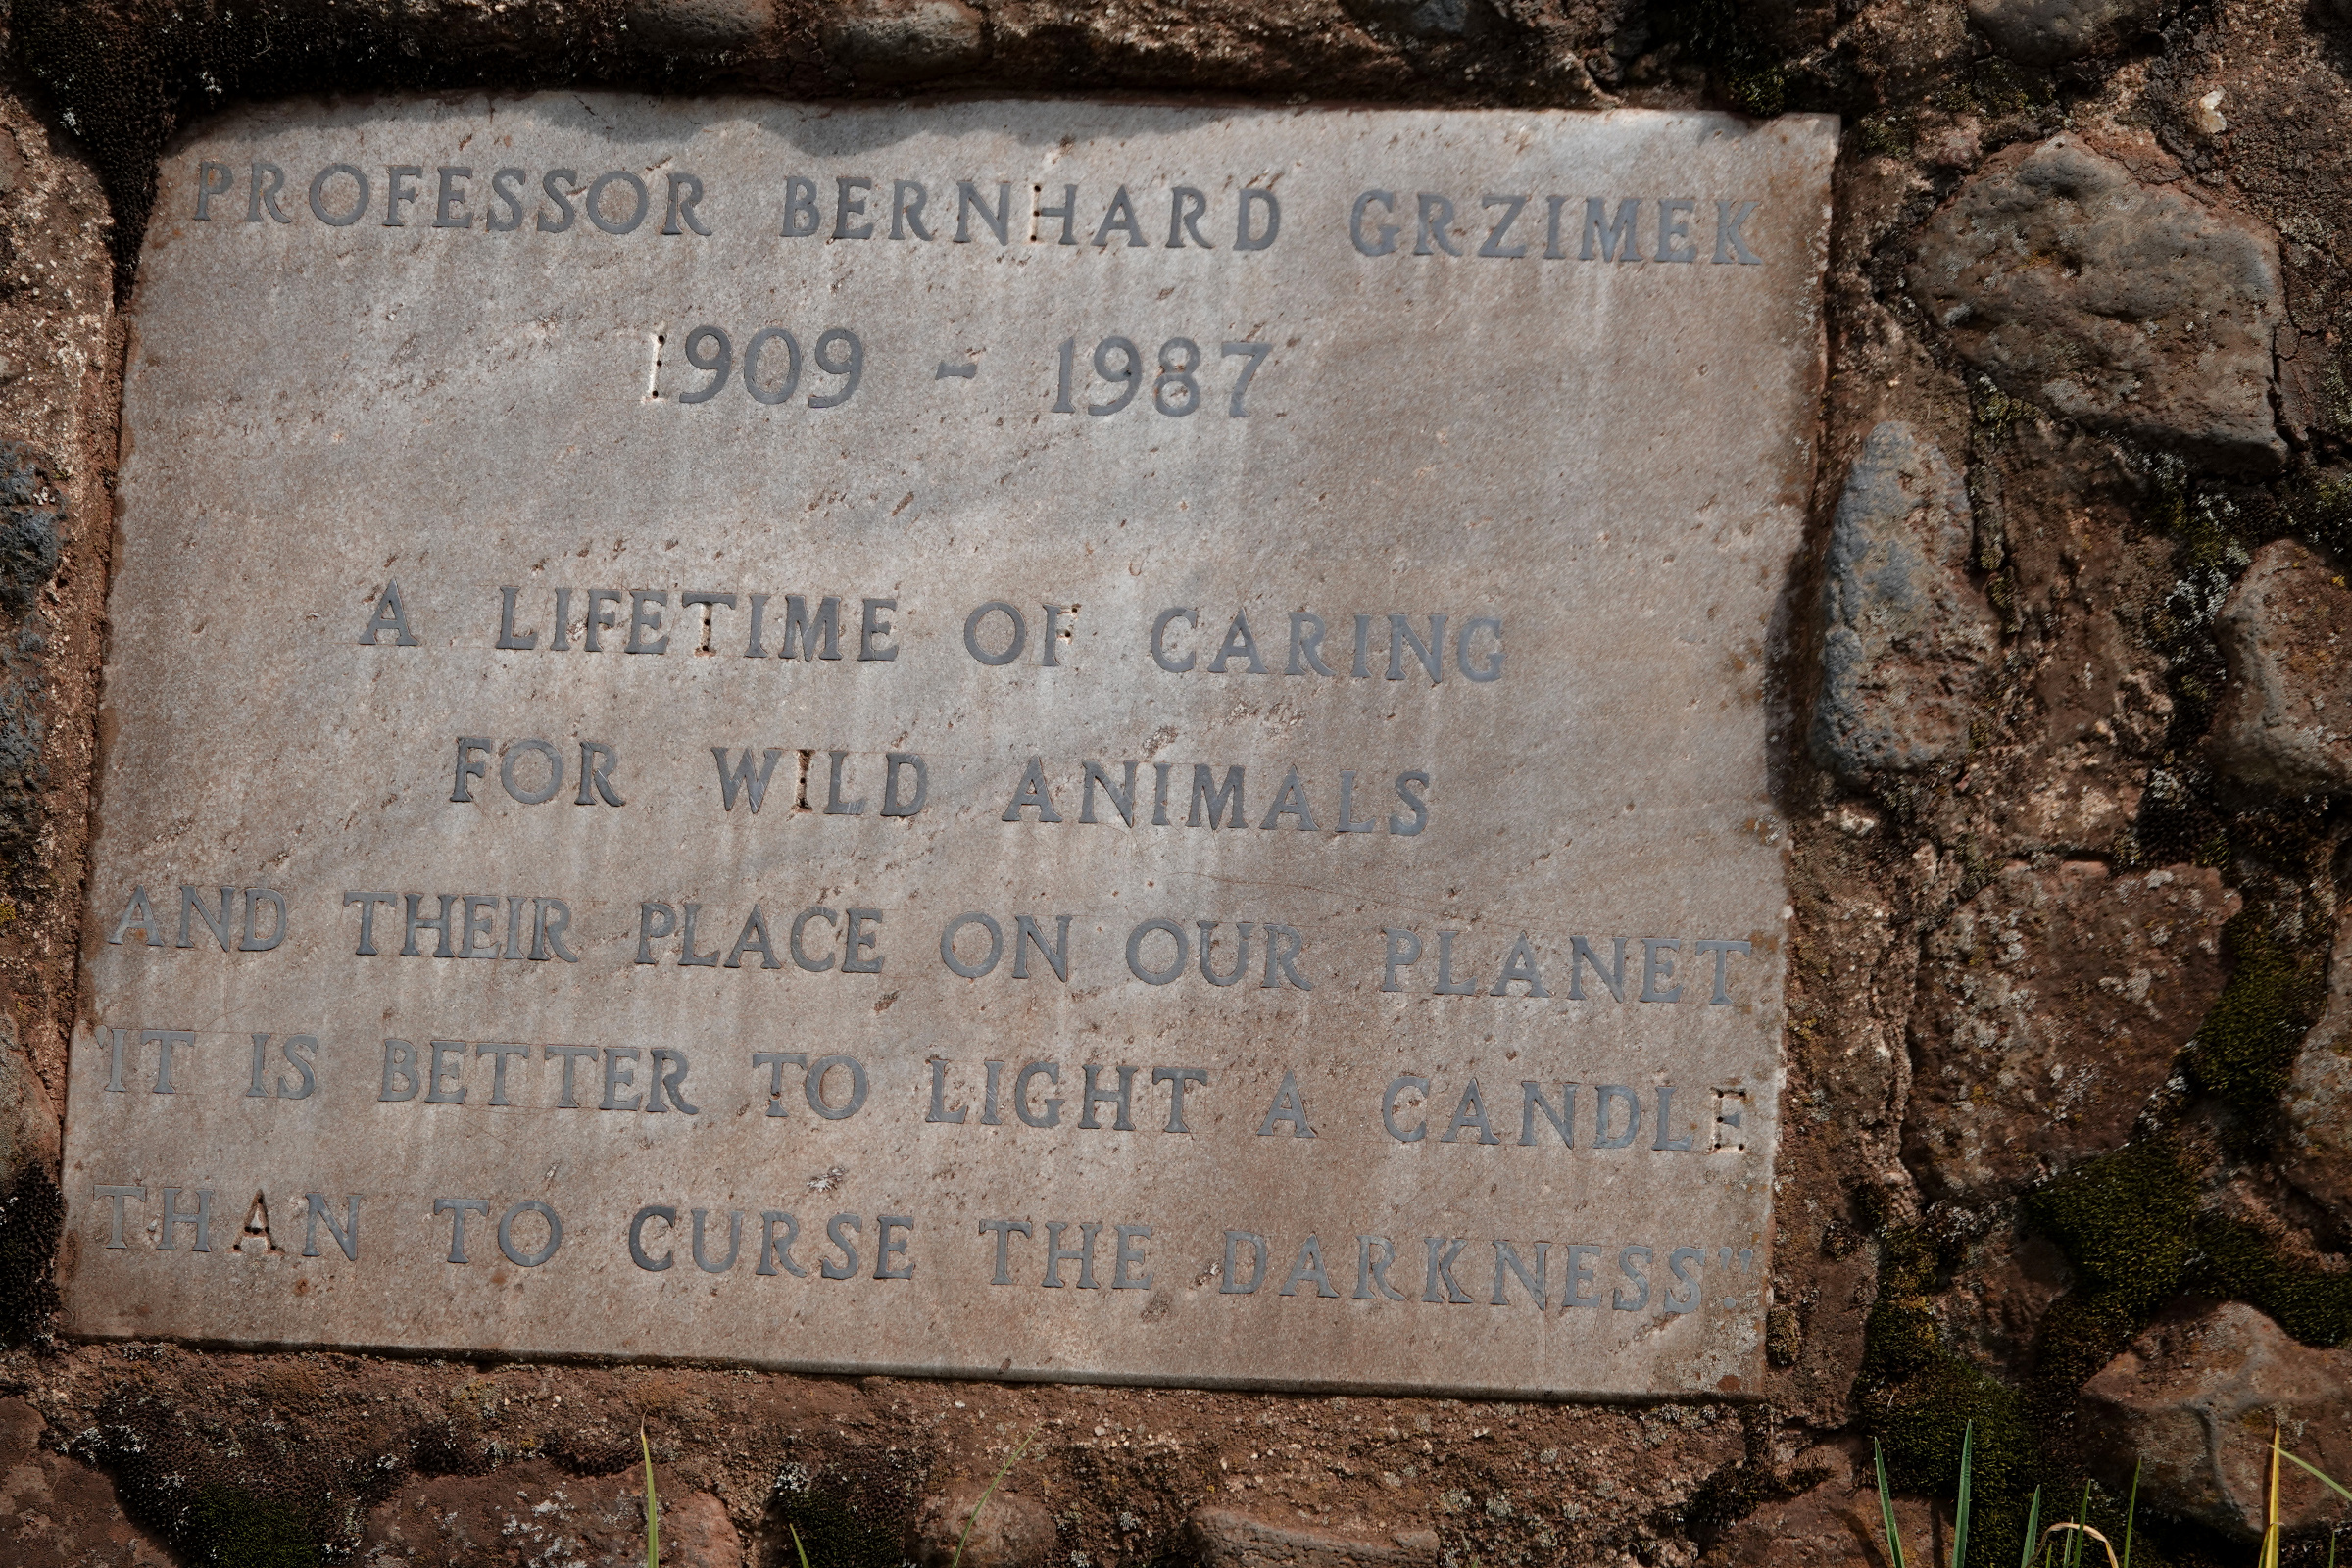 PROFESSOR BERNHARD GRZIMEK
1909 - 1987
A LIFETIME OF CARING
FOR WILD ANIMALS
AND THEIR PLACE ON OUR PLANET
"IT IS BETTER TO LIGHT A CANDLE
THAN TO CURSE THE DARKNESS".